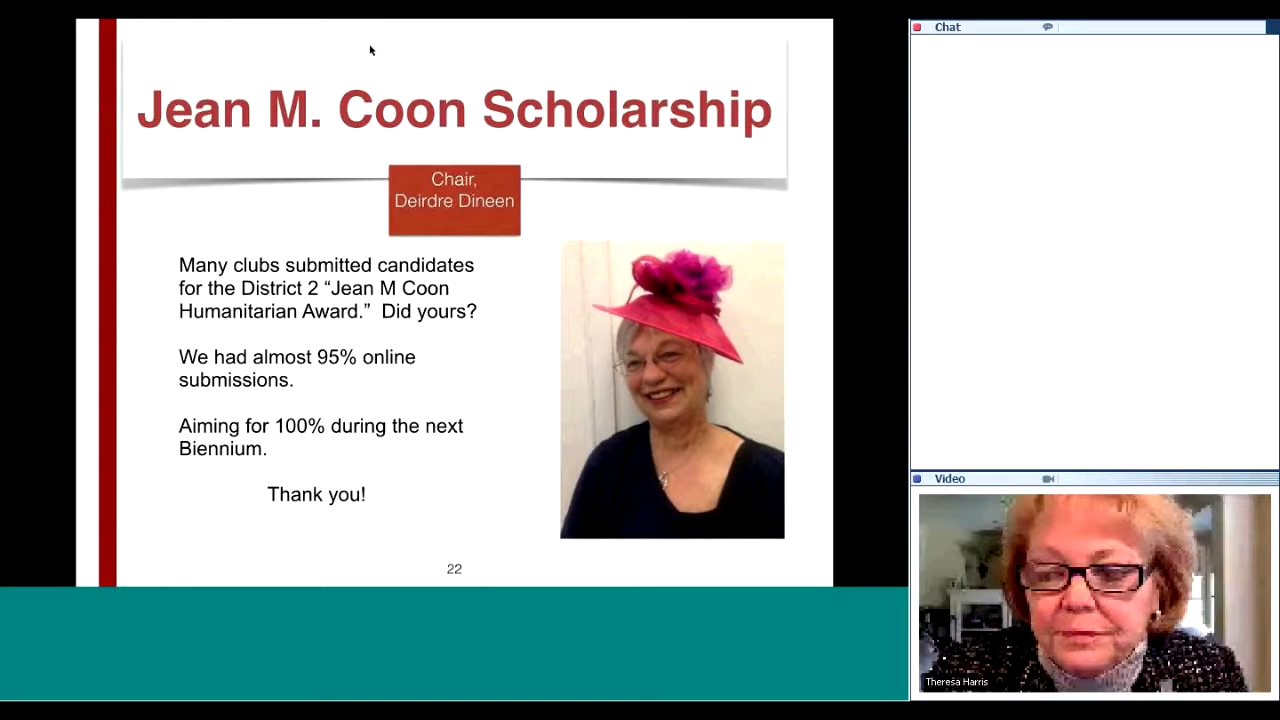 Jean M. Coon Scholarship
Chair,
Deirdre Dineen
Many clubs submitted candidates
for the District 2 “Jean M Coon
Humanitarian Award.” Did yours?
We had almost 95% online
submissions.
Aiming for 100% during the next
Biennium.
Thank you!
22
Chat
Video
Theresa Harris